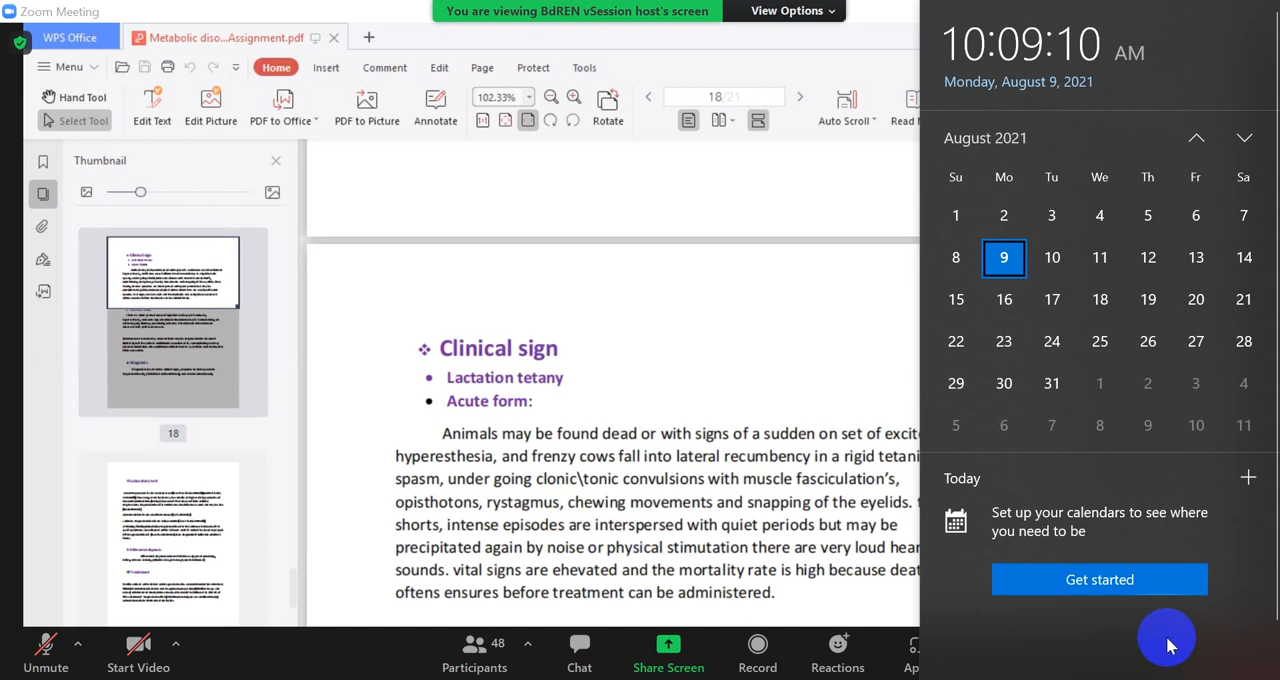 Zoom Meeting
You are viewing BdREN vSession host's screen
View Options
WPS Office
Metabolic diso...Assignment.pdf
Menu
Home
Insert
Comment
Edit
Page
Protect
Tools
Hand Tool
Select Tool
Edit Text
Edit Picture
PDF to Office
PDF to Picture
Annotate
102.33%
Rotate
18/21
Auto Scroll
Read
Thumbnail
18
Clinical sign
Lactation tetany
Acute form:
Animals may be found dead or with signs of a sudden on set of excit
hyperesthesia, and frenzy cows fall into lateral recumbency in a rigid tetani
spasm, under going clonic\tonic convulsions with muscle fasciculation's,
opisthotons, rystagmus, chewing movements and snapping of the eyelids.
shorts, intense episodes are interspersed with quiet periods but may be
precipitated again by noise or physical stimutation there are very loud hear
sounds. vital signs are ehevated and the mortality rate is high because deat
oftens ensures before treatment can be administered.
10:09:10 AM
Monday, August 9, 2021
August 2021
Su Mo Tu We Th Fr Sa
1 2 3 4 5 6 7
8 9 10 11 12 13 14
15 16 17 18 19 20 21
22 23 24 25 26 27 28
29 30 31 1 2 3 4
5 6 7 8 9 10 11
Today
Set up your calendars to see where
you need to be
Get started
Unmute
Start Video
48
Participants
Chat
Share Screen
Record
Reactions
Ap